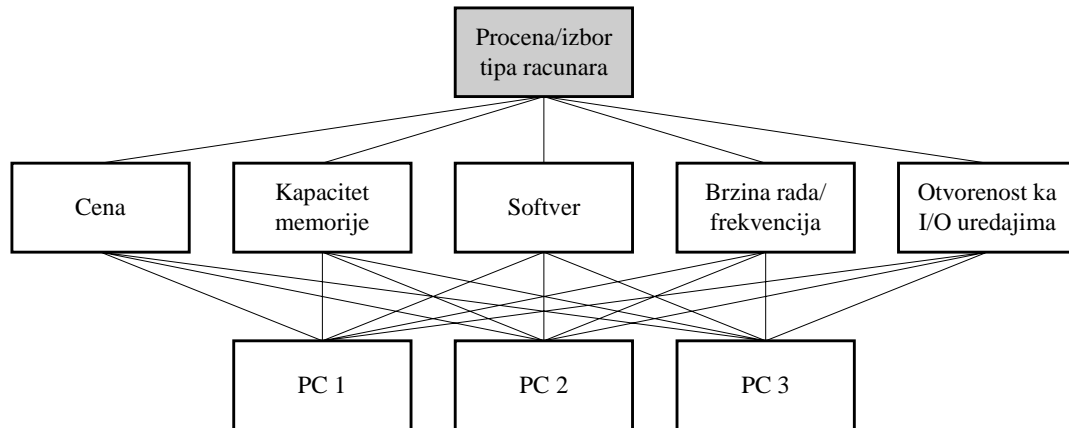 Procena/izbor
tipa racunara
Cena
Kapacitet
memorije
Softver
Brzina rada/
frekvencija
Otvorenost ka
I/O uredajima
PC 1
PC 2
PC 3